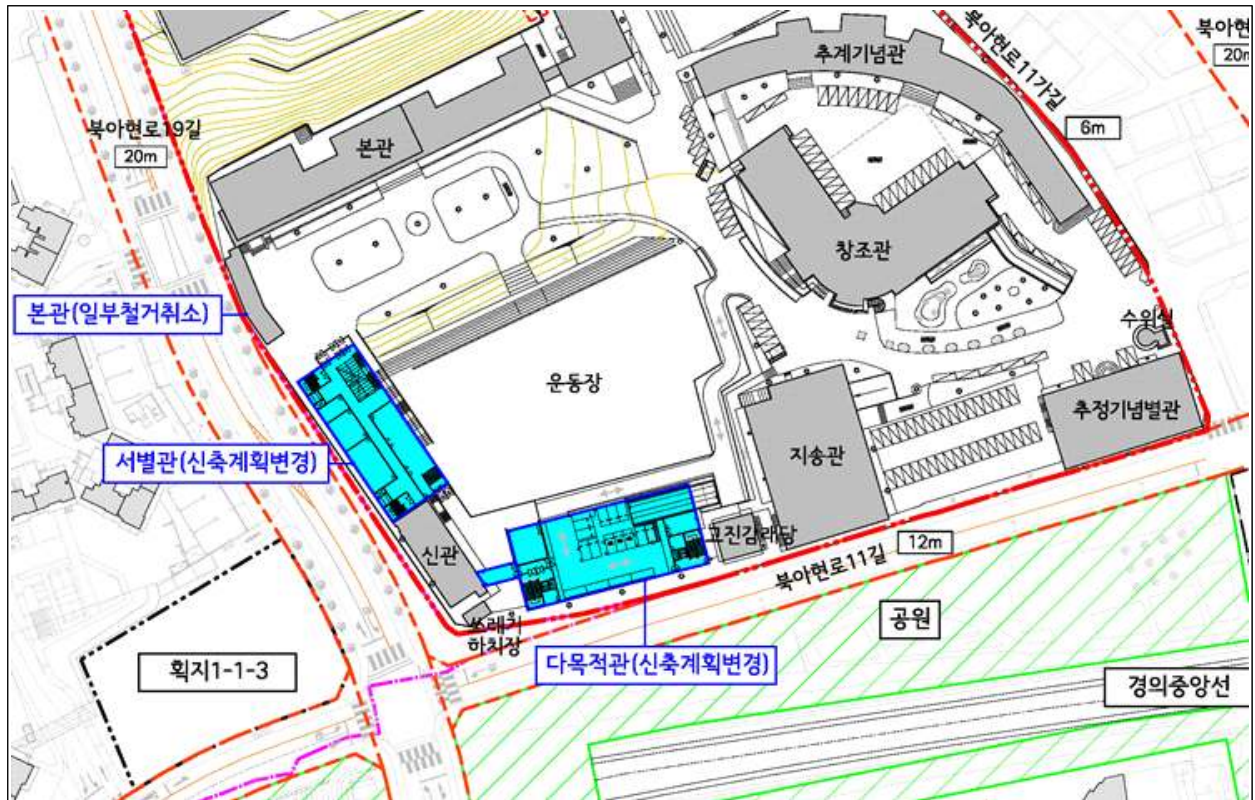 추계기념관
북아현로11가길
북아현
20m
6m
북아현로19길
20m
본관
창조관
본관(일부철거취소)
수위실
운동장
추정기념별관
서별관(신축계획변경)
지송관
고진감래당
신관
12m
북아현로11길
쓰레기
하치장
공원
다목적관(신축계획변경)
획지1-1-3
경의중앙선